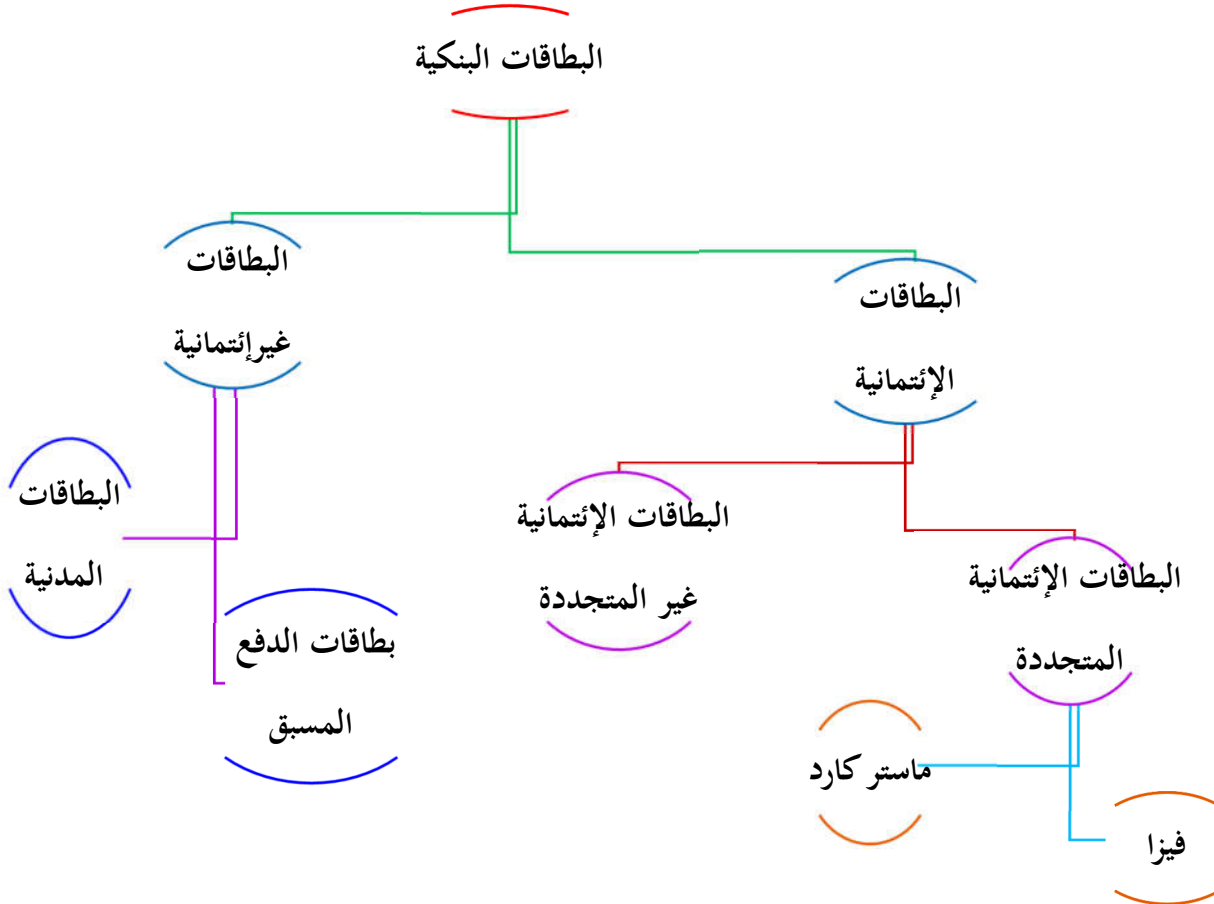 البطاقات البنكية
البطاقات
الإئتمانية
البطاقات
غيرإئتمانية
البطاقات الإئتمانية
المتجددة
البطاقات الإئتمانية
غير المتجددة
بطاقات الدفع
المسبق
البطاقات
المدنية
فيزا
ماستر كارد